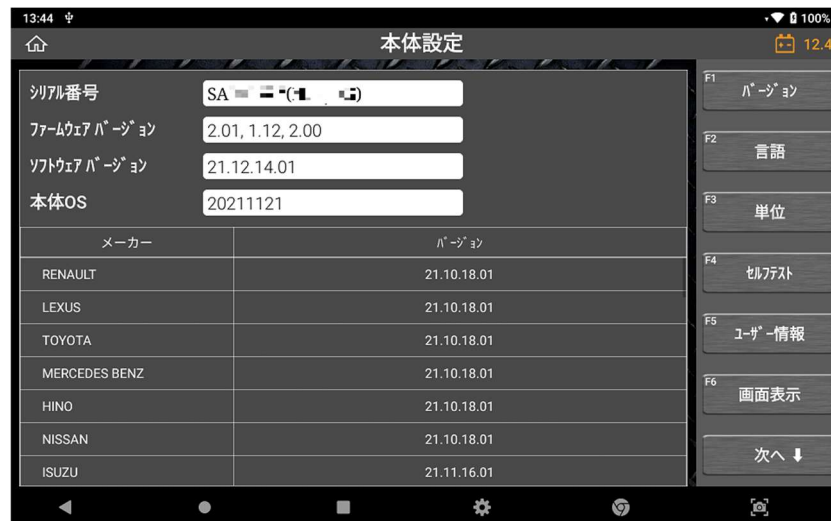 13:44
100%
本体設定
12.4
ｼﾘｱﾙ番号
SA
ﾌｧｰﾑｳｪｱ ﾊﾞｰｼﾞｮﾝ
2.01, 1.12, 2.00
ｿﾌﾄｳｪｱ ﾊﾞｰｼﾞｮﾝ
21.12.14.01
本体OS
20211121
メーカー
ﾊﾞｰｼﾞｮﾝ
RENAULT
21.10.18.01
LEXUS
21.10.18.01
TOYOTA
21.10.18.01
MERCEDES BENZ
21.10.18.01
HINO
21.10.18.01
NISSAN
21.10.18.01
ISUZU
21.11.16.01
F1
ﾊﾞｰｼﾞｮﾝ
F2
言語
F3
単位
F4
ｾﾙﾌﾃｽﾄ
F5
ﾕｰｻﾞｰ情報
F6
画面表示
次へ⬇